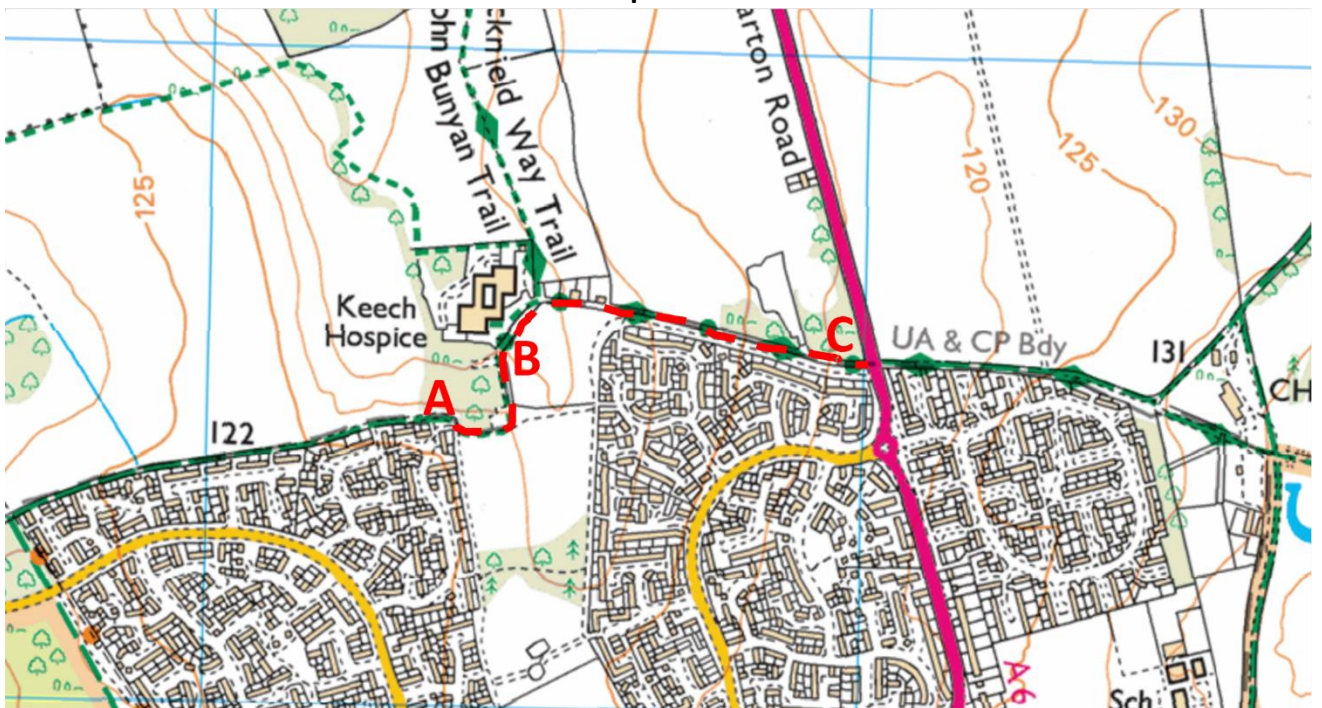 John Bunyan Trail
Icknield Way Trail
Barton Road
130
125
120
125
Keech
Hospice
B
C
UA & CP Bdy
131
A
CH
122
A6
Sch